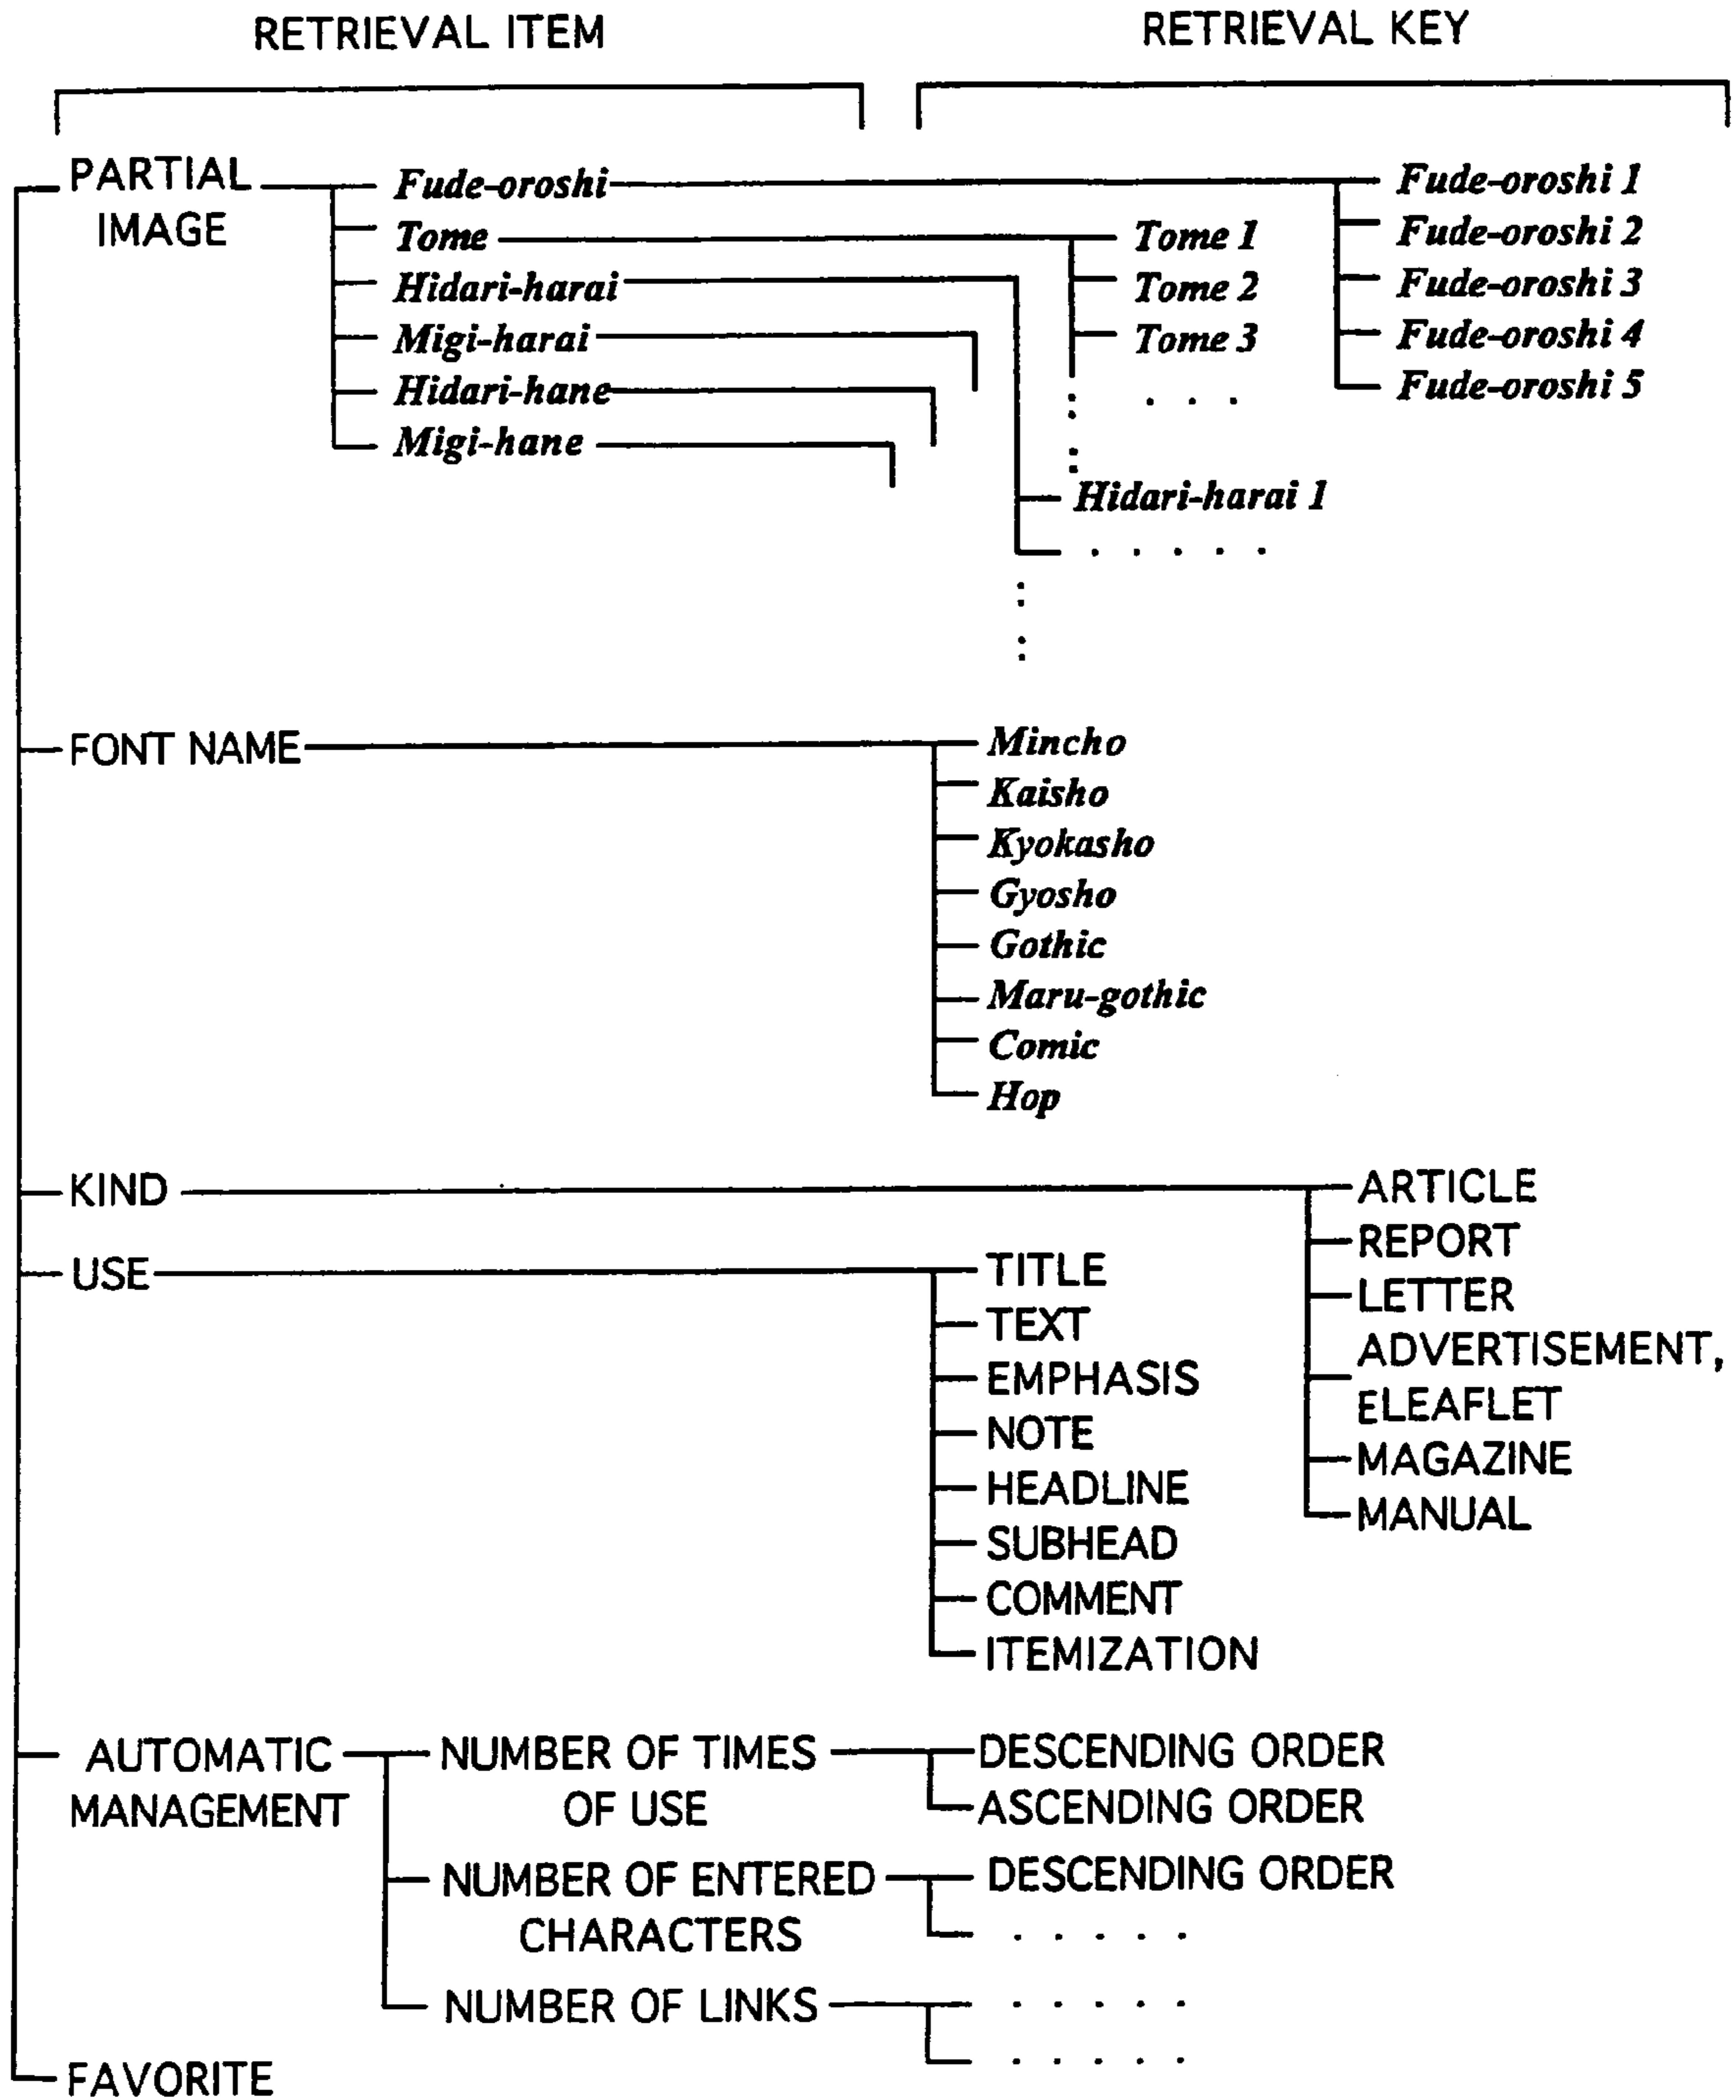 RETRIEVAL ITEM
RETRIEVAL KEY
PARTIAL
IMAGE
Fude-oroshi
Tome
Hidari-harai
Migi-harai
Hidari-hane
Migi-hane
Tome 1
Tome 2
Tome 3
. . .
Fude-oroshi 1
Fude-oroshi 2
Fude-oroshi 3
Fude-oroshi 4
Fude-oroshi 5
Hidari-harai 1
. . . . .
FONT NAME
Mincho
Kaisho
Kyokasho
Gyosho
Gothic
Maru-gothic
Comic
Hop
KIND
ARTICLE
REPORT
LETTER
ADVERTISEMENT,
ELEAFLET
MAGAZINE
MANUAL
USE
TITLE
TEXT
EMPHASIS
NOTE
HEADLINE
SUBHEAD
COMMENT
ITEMIZATION
AUTOMATIC
MANAGEMENT
NUMBER OF TIMES
OF USE
DESCENDING ORDER
ASCENDING ORDER
NUMBER OF ENTERED
CHARACTERS
DESCENDING ORDER
. . . . .
NUMBER OF LINKS
. . . . .
. . . . .
FAVORITE